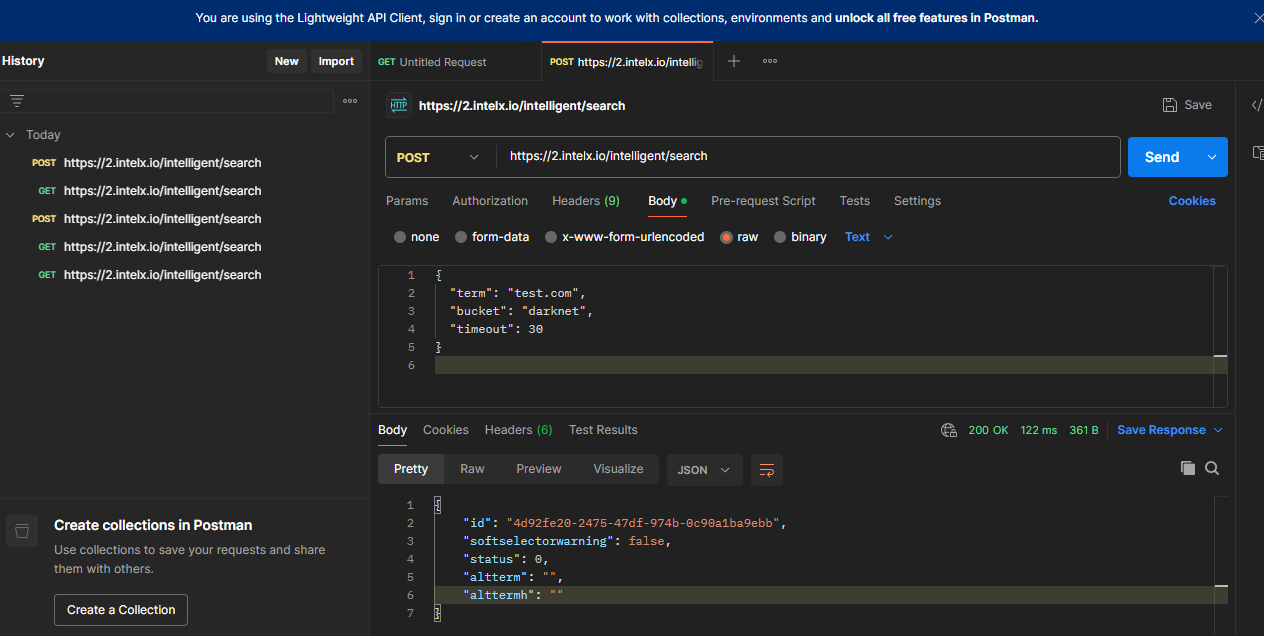 You are using the Lightweight API Client, sign in or create an account to work with collections, environments and unlock all free features in Postman.
History
New
Import
GET Untitled Request
POST https://2.intelx.io/intellig
https://2.intelx.io/intelligent/search
Save
Today
POST https://2.intelx.io/intelligent/search
GET https://2.intelx.io/intelligent/search
POST https://2.intelx.io/intelligent/search
GET https://2.intelx.io/intelligent/search
GET https://2.intelx.io/intelligent/search
POST
https://2.intelx.io/intelligent/search
Send
Params Authorization Headers (9) Body Pre-request Script Tests Settings Cookies
none form-data x-www-form-urlencoded raw binary Text
1 {
2 "term": "test.com",
3 "bucket": "darknet",
4 "timeout": 30
5 }
6
Body Cookies Headers (6) Test Results 200 OK 122 ms 361 B Save Response
Pretty Raw Preview Visualize JSON
1 {
2 "id": "4d92fe20-2475-47df-974b-0c90a1ba9ebb",
3 "softselectorwarning": false,
4 "status": 0,
5 "altterm": "",
6 "alttermh": ""
7 }
Create collections in Postman
Use collections to save your requests and share
them with others.
Create a Collection